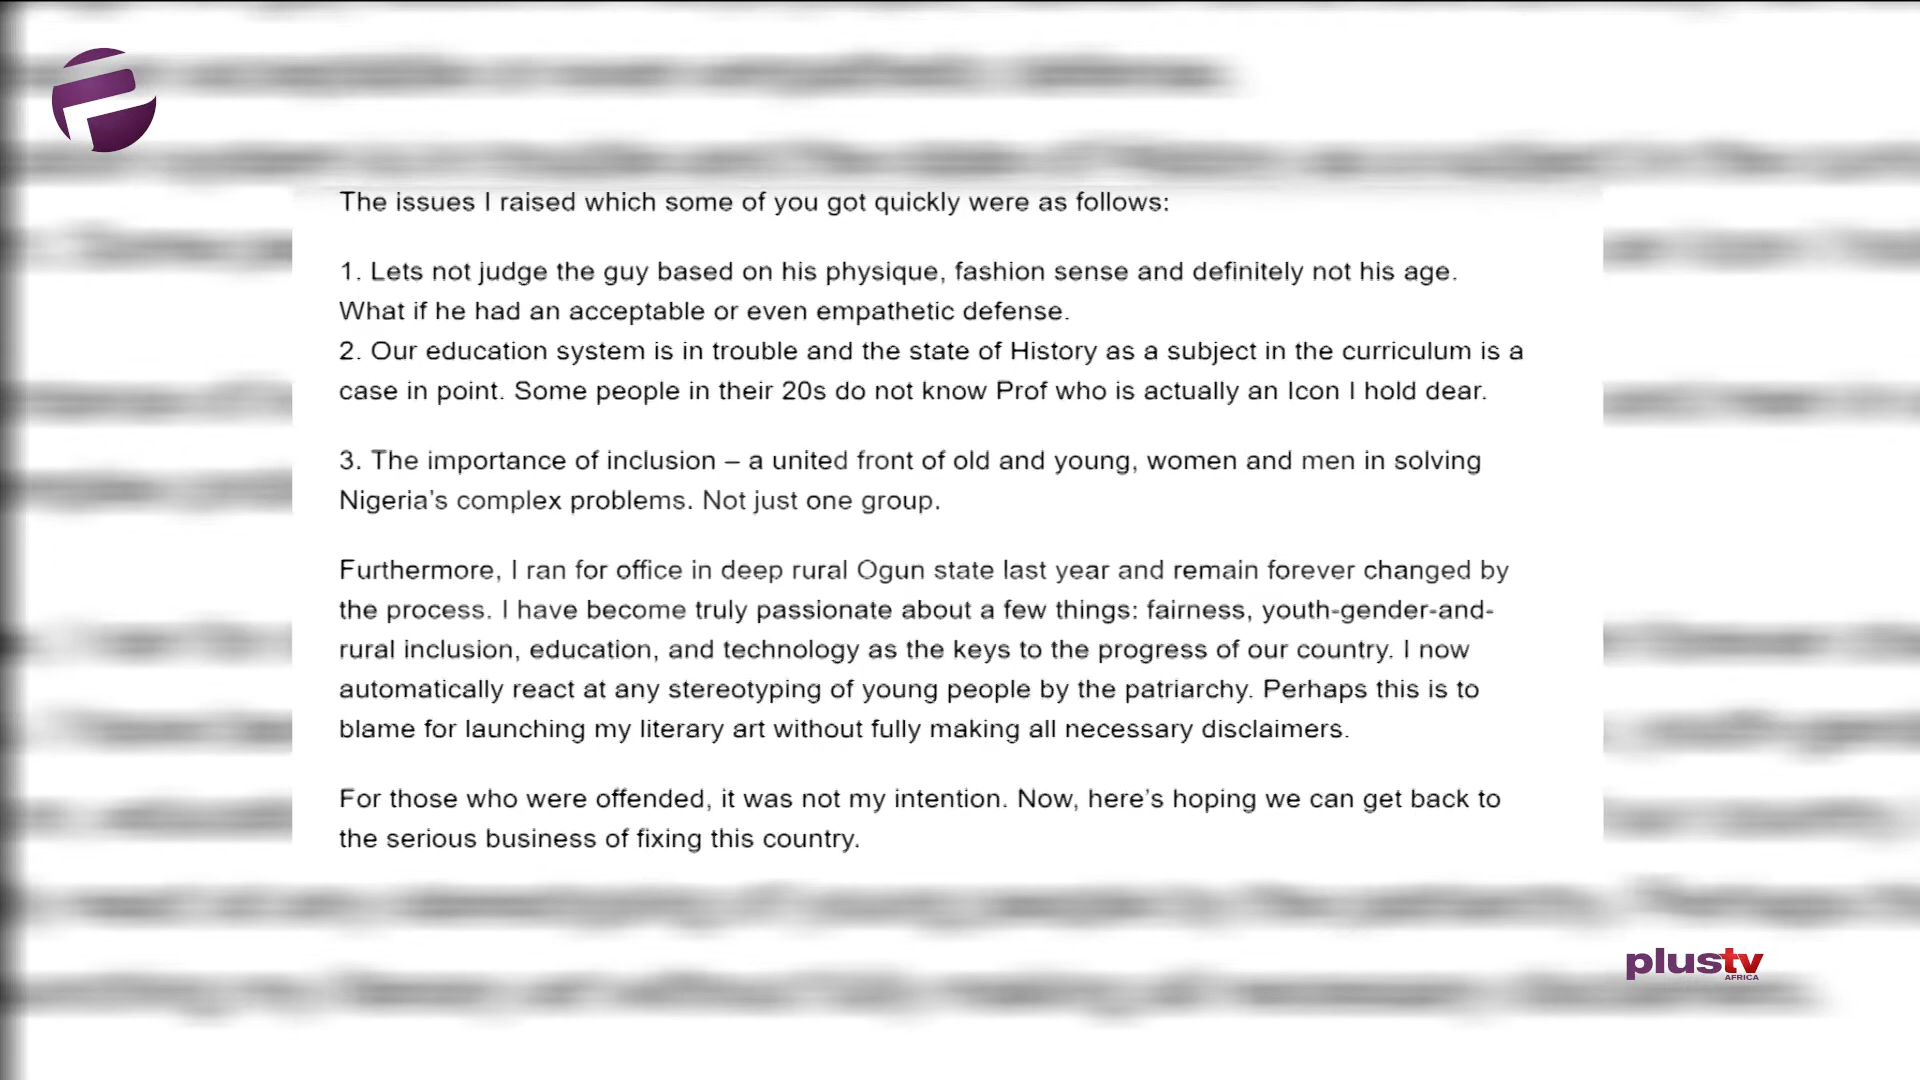 The issues I raised which some of you got quickly were as follows:
1. Lets not judge the guy based on his physique, fashion sense and definitely not his age.
What if he had an acceptable or even empathetic defense.
2. Our education system is in trouble and the state of History as a subject in the curriculum is a
case in point. Some people in their 20s do not know Prof who is actually an Icon I hold dear.
3. The importance of inclusion – a united front of old and young, women and men in solving
Nigeria's complex problems. Not just one group.
Furthermore, I ran for office in deep rural Ogun state last year and remain forever changed by
the process. I have become truly passionate about a few things: fairness, youth-gender-and-
rural inclusion, education, and technology as the keys to the progress of our country. I now
automatically react at any stereotyping of young people by the patriarchy. Perhaps this is to
blame for launching my literary art without fully making all necessary disclaimers.
For those who were offended, it was not my intention. Now, here's hoping we can get back to
the serious business of fixing this country.
plustv
AFRICA